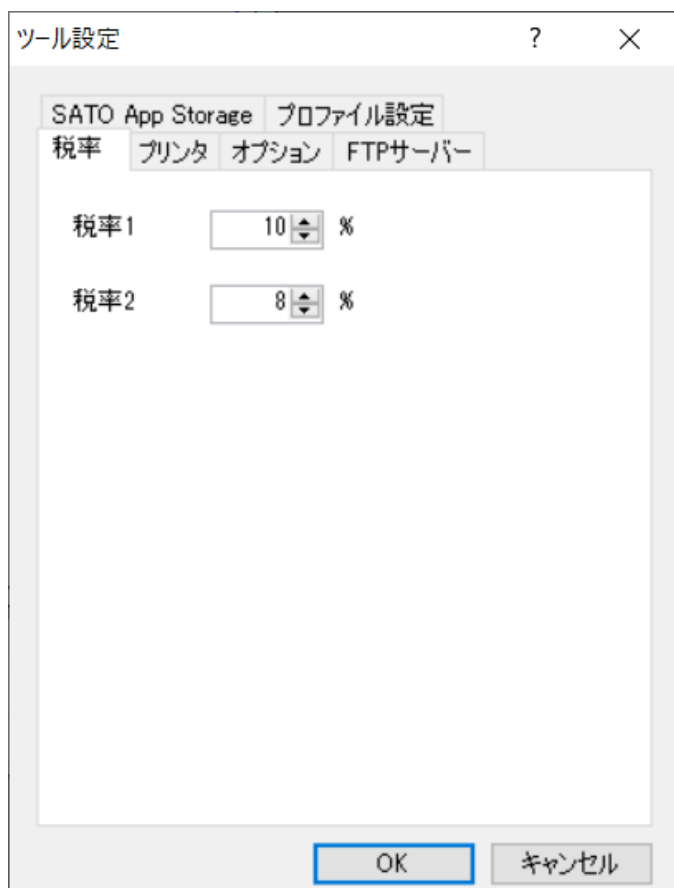 ツール設定 ?
SATO App Storage プロファイル設定
税率 プリンタ オプション FTPサーバー
税率1 10 %
税率2 8 %
OK キャンセル